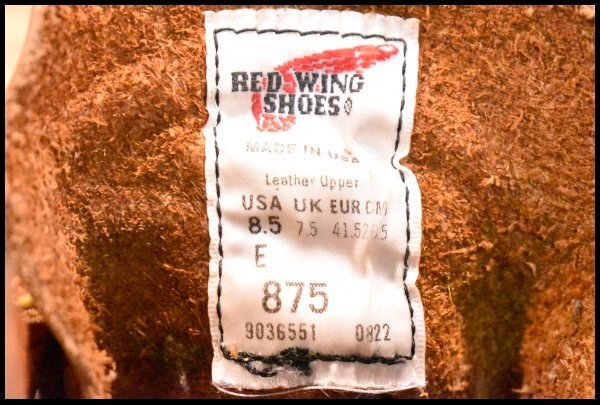 RED WING
SHOES®
MADE IN USA
Leather Upper
USA UK EUR CM
8.5 7.5 41.5 26.5
E
875
9036551 0822